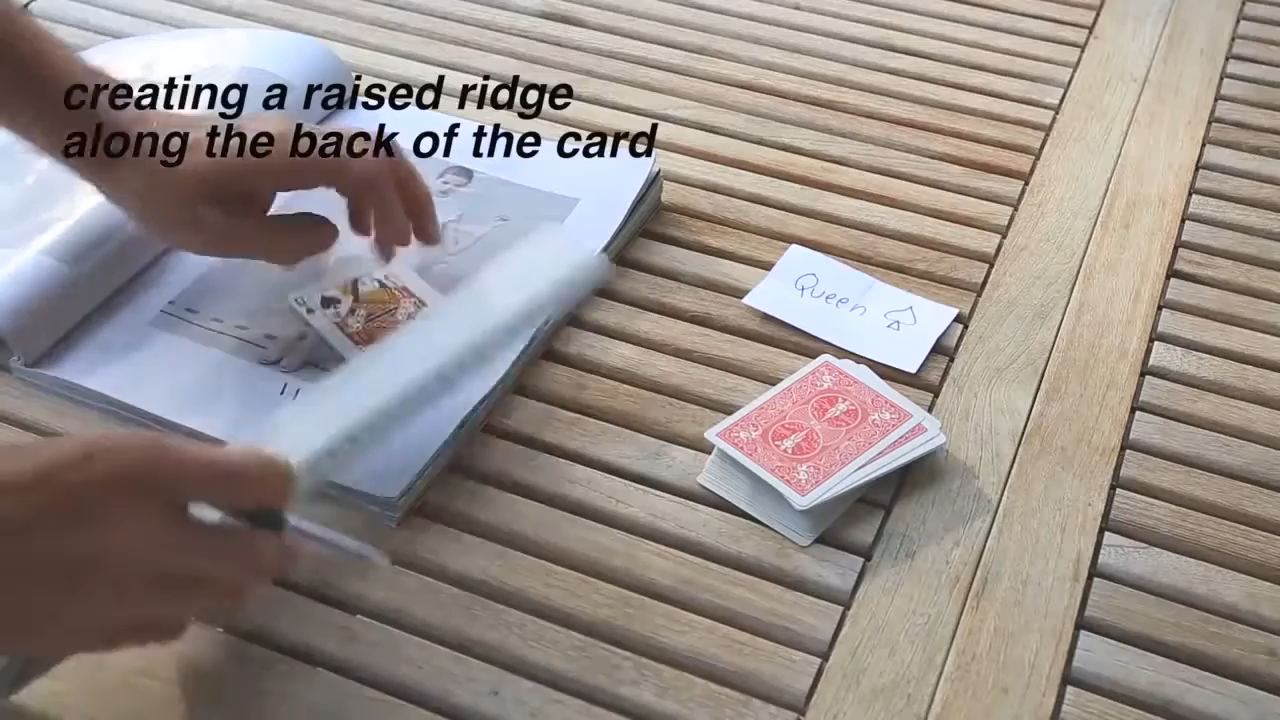 creating a raised ridge
along the back of the card
Queen